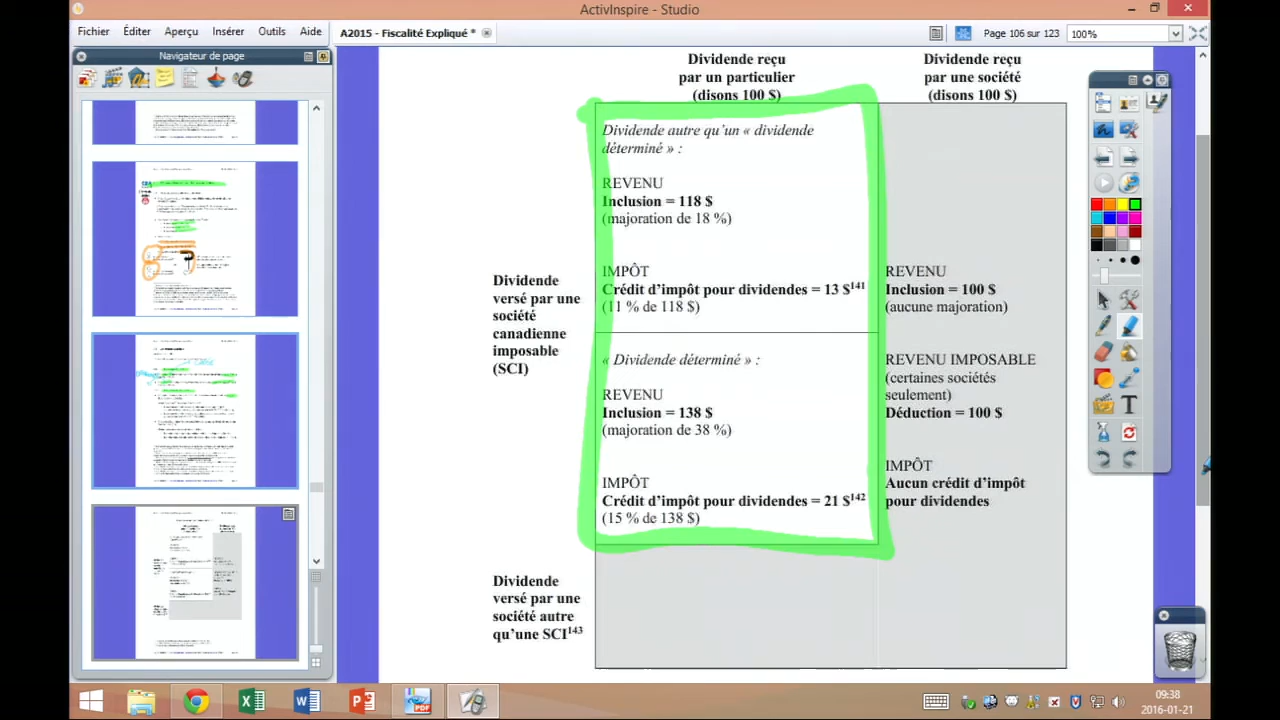 ActivInspire - Studio
Fichier Éditer Aperçu Insérer Outils Aide
A2015 - Fiscalité Expliqué *
Page 106 sur 123
100%
Navigateur de page
Dividende reçu
par un particulier
(disons 100 $)
Dividende reçu
par une société
(disons 100 $)
Dividende autre qu'un « dividende
déterminé » :
REVENU
Inclusion = 118 $
(majoration de 18 %)
IMPÔT
Crédit d'impôt pour dividendes = 13 $141
(11 % de 118 $)
Dividende
versé par une
société
canadienne
imposable
(SCI)
« Dividende déterminé » :
REVENU
Inclusion = 138 $
(majoration de 38 %)
IMPÔT
Crédit d'impôt pour dividendes = 21 $142
(15 % de 138 $)
REVENU
Inclusion = 100 $
(aucune majoration)
REVENU IMPOSABLE
(certaines sociétés
seulement)
Déduction = 100 $
IMPÔT
Aucun crédit d'impôt
pour dividendes
Dividende
versé par une
société autre
qu'une SCI143
09:38
2016-01-21